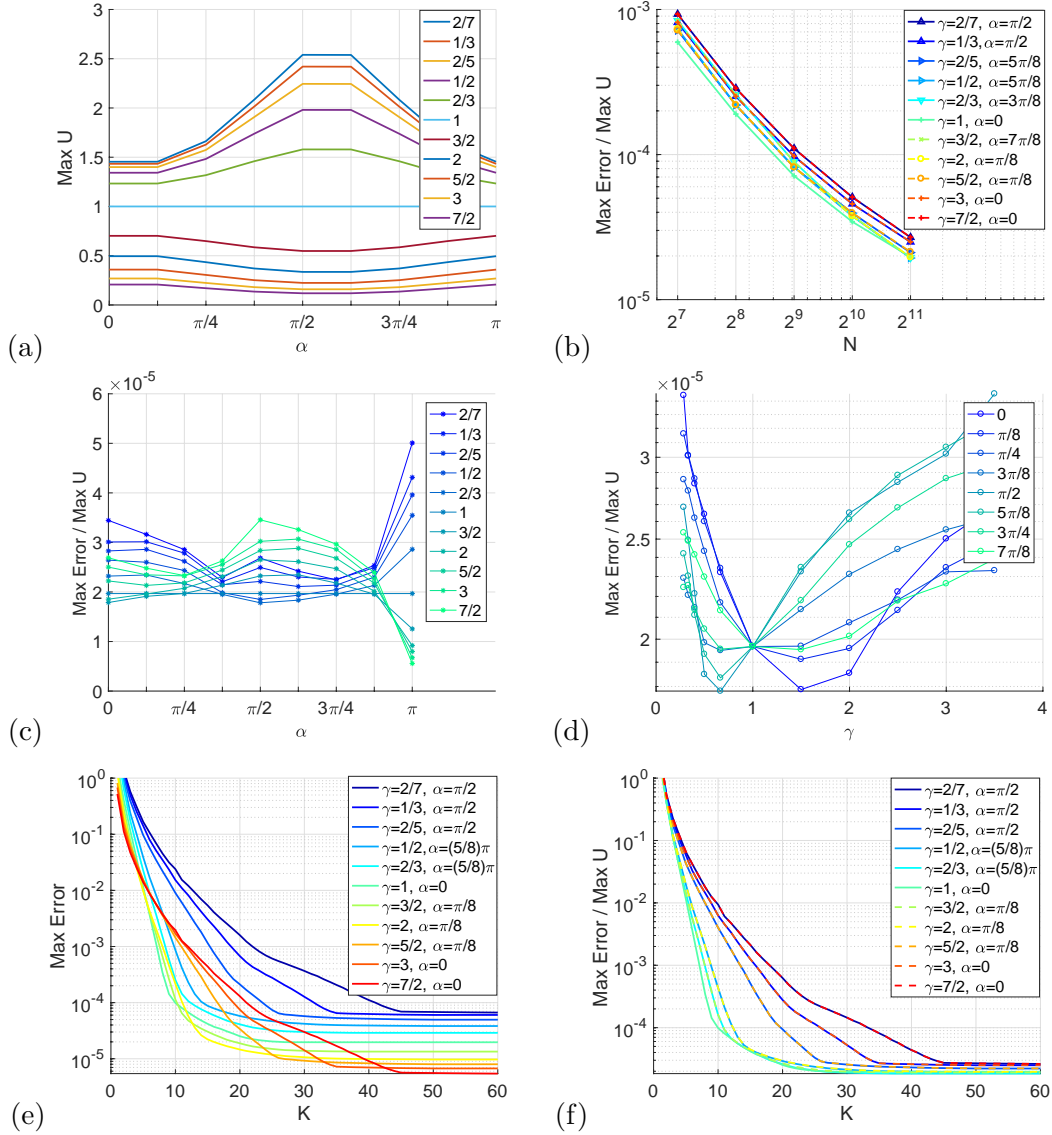 3
2.5
2
1.5
1
0.5
0
Max U
0
π/4
π/2
3π/4
π
α
2/7
1/3
2/5
1/2
2/3
1
3/2
2
5/2
3
7/2
(a)
10^-3
10^-4
10^-5
Max Error / Max U
2^7
2^8
2^9
2^10
2^11
N
γ=2/7, α=π/2
γ=1/3,α=π/2
γ=2/5, α=5π/8
γ=1/2, α=5π/8
γ=2/3, α=3π/8
γ=1, α=0
γ=3/2, α=7π/8
γ=2, α=π/8
γ=5/2, α=π/8
γ=3, α=0
γ=7/2, α=0
(b)
×10^-5
6
5
4
3
2
1
0
Max Error / Max U
0
π/4
π/2
3π/4
π
α
2/7
1/3
2/5
1/2
2/3
1
3/2
2
5/2
3
7/2
(c)
×10^-5
3
2.5
2
Max Error / Max U
0
1
2
3
4
γ
0
π/8
π/4
3π/8
π/2
5π/8
3π/4
7π/8
(d)
10^0
10^-1
10^-2
10^-3
10^-4
10^-5
Max Error
0
10
20
30
40
50
60
K
γ=2/7, α=π/2
γ=1/3, α=π/2
γ=2/5, α=π/2
γ=1/2,α=(5/8)π
γ=2/3, α=(5/8)π
γ=1, α=0
γ=3/2, α=π/8
γ=2, α=π/8
γ=5/2, α=π/8
γ=3, α=0
γ=7/2, α=0
(e)
10^0
10^-1
10^-2
10^-3
10^-4
Max Error / Max U
0
10
20
30
40
50
60
K
γ=2/7, α=π/2
γ=1/3, α=π/2
γ=2/5, α=π/2
γ=1/2,α=(5/8)π
γ=2/3, α=(5/8)π
γ=1, α=0
γ=3/2, α=π/8
γ=2, α=π/8
γ=5/2, α=π/8
γ=3, α=0
γ=7/2, α=0
(f)